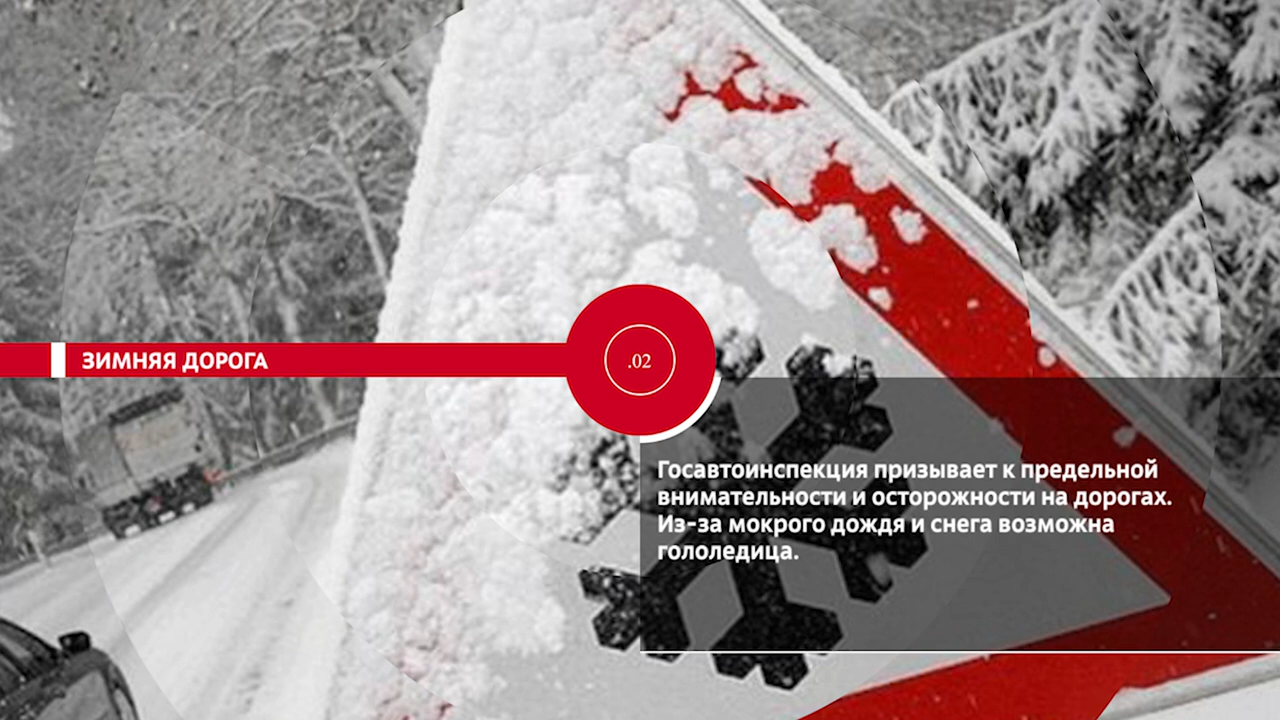 ЗИМНЯЯ ДОРОГА
.02
Госавтоинспекция призывает к предельной
внимательности и осторожности на дорогах.
Из-за мокрого дождя и снега возможна
гололедица.